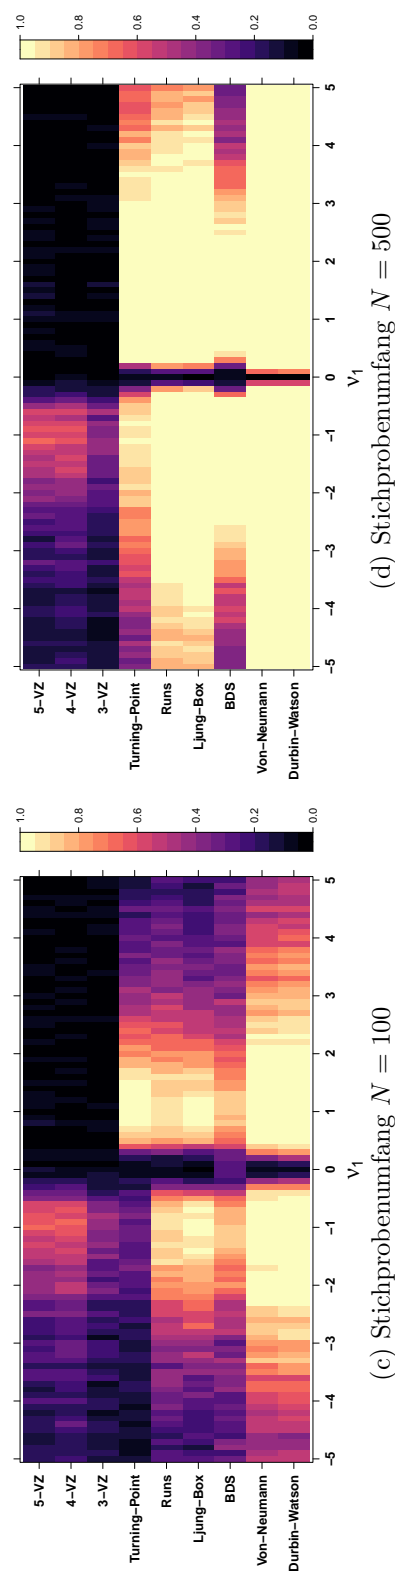 5−VZ
4−VZ
3−VZ
Turning−Point
Runs
Ljung−Box
BDS
Von−Neumann
Durbin−Watson
−5 −4 −3 −2 −1 0 1 2 3 4 5
ν1
1.0 0.8 0.6 0.4 0.2 0.0
(c) Stichprobenumfang N = 100
5−VZ
4−VZ
3−VZ
Turning−Point
Runs
Ljung−Box
BDS
Von−Neumann
Durbin−Watson
−5 −4 −3 −2 −1 0 1 2 3 4 5
ν1
1.0 0.8 0.6 0.4 0.2 0.0
(d) Stichprobenumfang N = 500